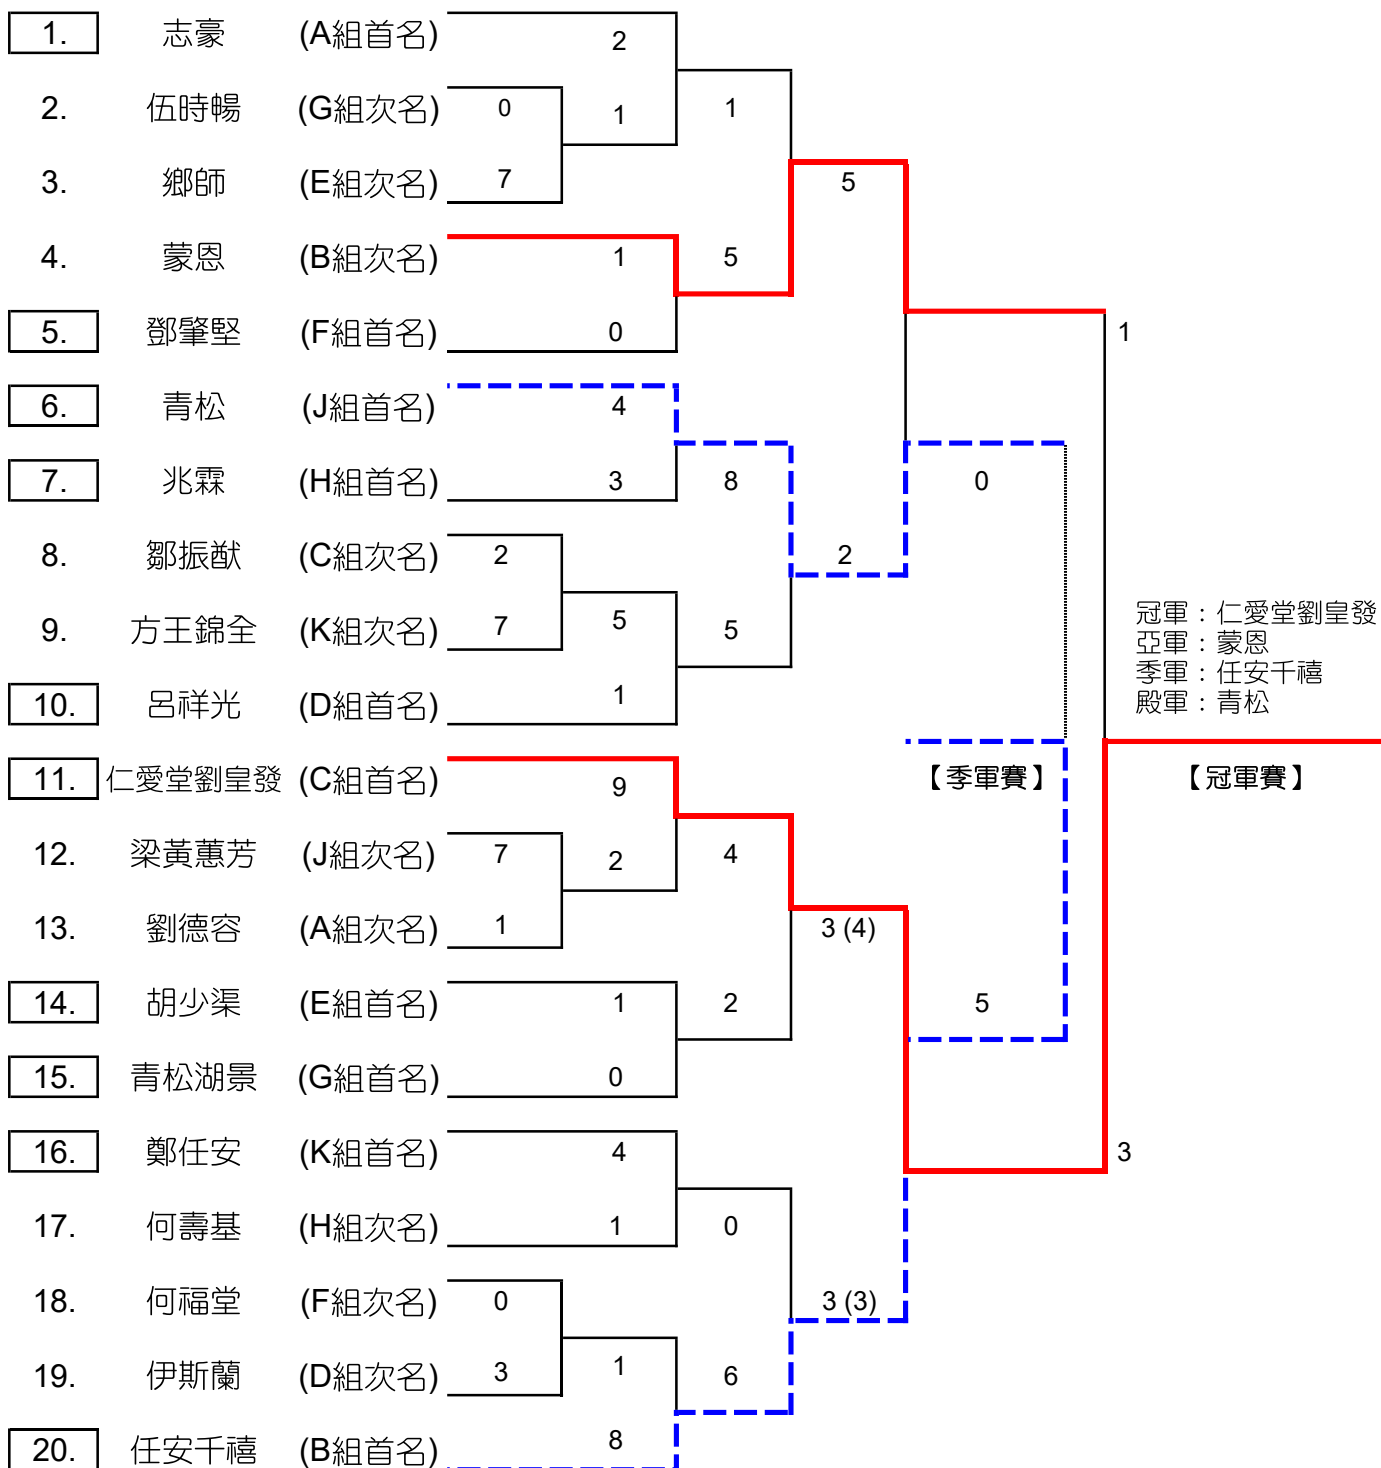 1. 志豪 (A組首名) 2
2. 伍時暢 (G組次名) 0 1 1
3. 鄉師 (E組次名) 7 5
4. 蒙恩 (B組次名) 1 5
5. 鄧肇堅 (F組首名) 0 1
6. 青松 (J組首名) 4
7. 兆霖 (H組首名) 3 8 0
8. 鄒振猷 (C組次名) 2 2
9. 方王錦全 (K組次名) 7 5 5
冠軍：仁愛堂劉皇發
亞軍：蒙恩
季軍：任安千禧
殿軍：青松
10. 呂祥光 (D組首名) 1
11. 仁愛堂劉皇發 (C組首名) 9 【季軍賽】 【冠軍賽】
12. 梁黃蕙芳 (J組次名) 7 2 4
13. 劉德容 (A組次名) 1 3 (4)
14. 胡少渠 (E組首名) 1 2 5
15. 青松湖景 (G組首名) 0
16. 鄭任安 (K組首名) 4 3
17. 何壽基 (H組次名) 1 0
18. 何福堂 (F組次名) 0 3 (3)
19. 伊斯蘭 (D組次名) 3 1 6
20. 任安千禧 (B組首名) 8